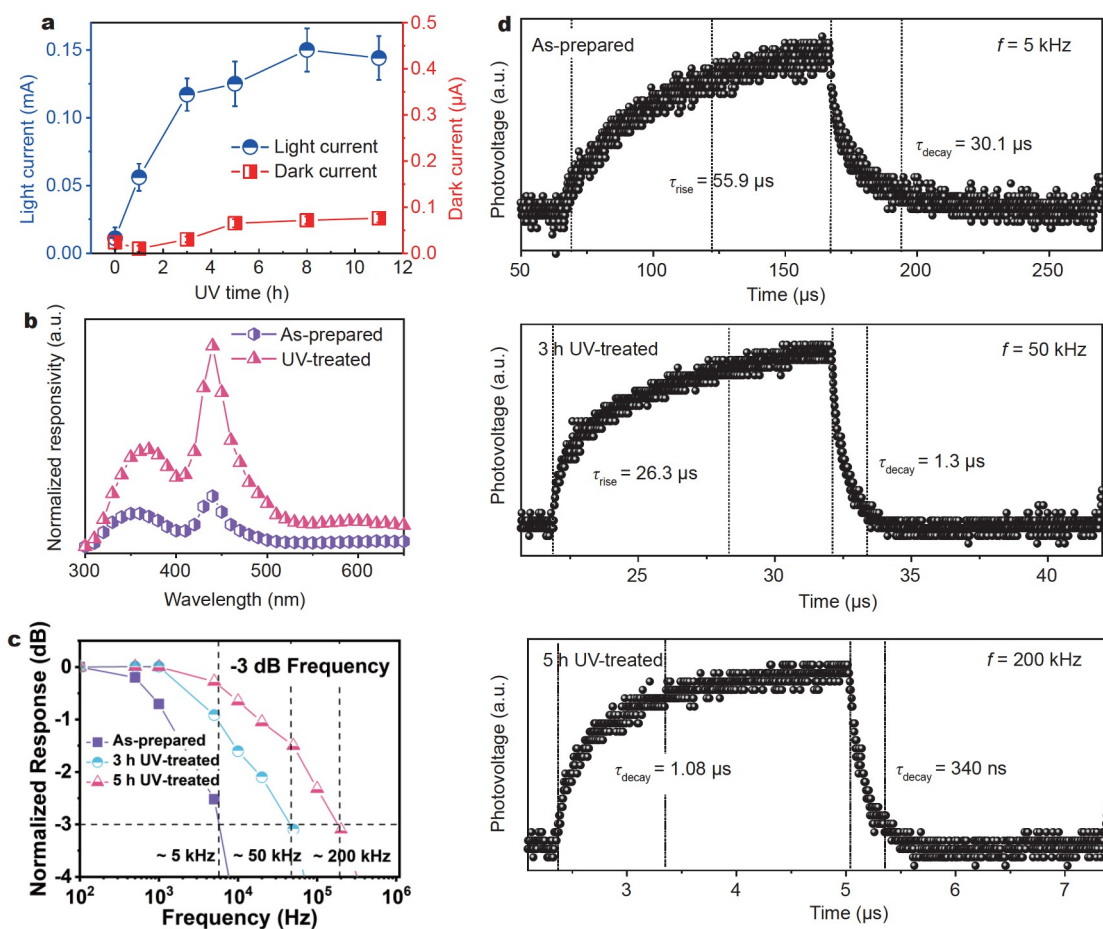 a
Light current (mA)
0.15
0.10
0.05
0.00
0.5
0.4
0.3
0.2
0.1
0.0
Dark current (µA)
Light current
Dark current
0 2 4 6 8 10 12
UV time (h)
b
Normalized responsivity (a.u.)
As-prepared
UV-treated
300 400 500 600
Wavelength (nm)
c
Normalized Response (dB)
0
-1
-2
-3
-4
-3 dB Frequency
As-prepared
3 h UV-treated
5 h UV-treated
~ 5 kHz ~ 50 kHz ~ 200 kHz
10² 10³ 10⁴ 10⁵ 10⁶
Frequency (Hz)
d
Photovoltage (a.u.)
As-prepared
f = 5 kHz
τrise = 55.9 µs
τdecay = 30.1 µs
50 100 150 200 250
Time (µs)
Photovoltage (a.u.)
3 h UV-treated
f = 50 kHz
τrise = 26.3 µs
τdecay = 1.3 µs
25 30 35 40
Time (µs)
Photovoltage (a.u.)
5 h UV-treated
f = 200 kHz
τdecay = 1.08 µs
τdecay = 340 ns
3 4 5 6 7
Time (µs)